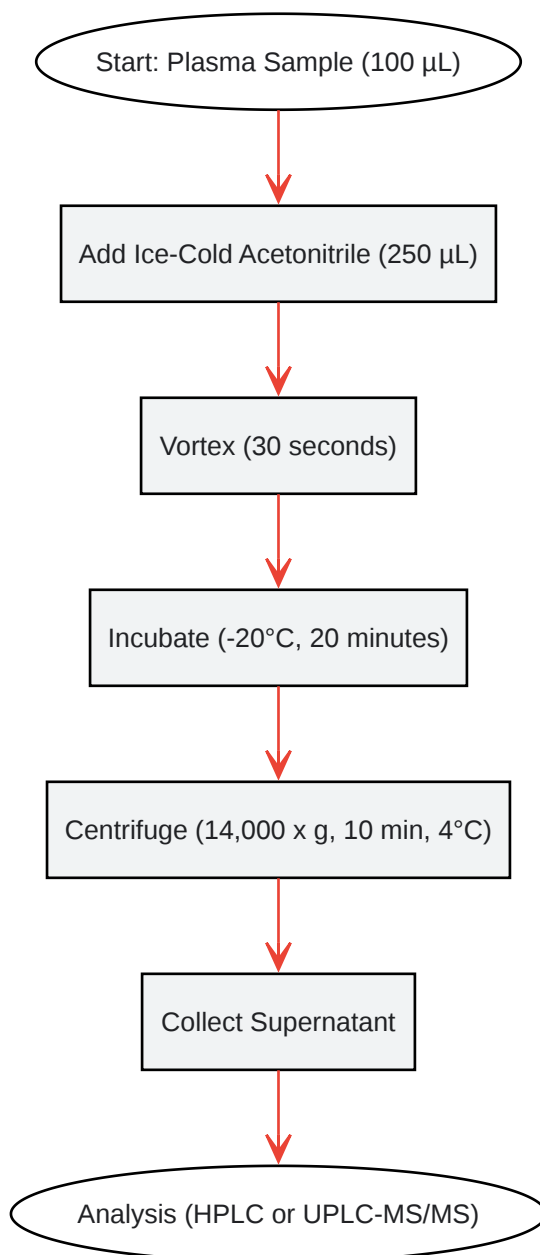 Start: Plasma Sample (100 µL)
Add Ice-Cold Acetonitrile (250 µL)
Vortex (30 seconds)
Incubate (-20°C, 20 minutes)
Centrifuge (14,000 x g, 10 min, 4°C)
Collect Supernatant
Analysis (HPLC or UPLC-MS/MS)